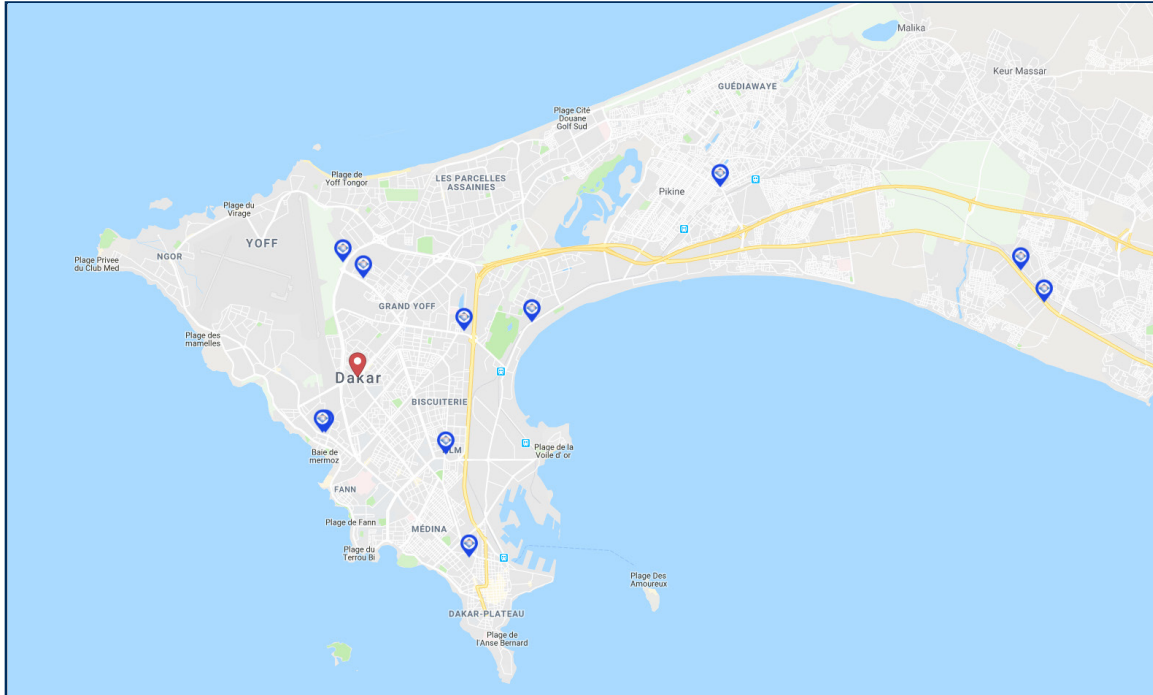 Malika
Keur Massar
GUÉDIAWAYE
Plage Cité
Douane
Golf Sud
Plage de
Yoff Tongor
LES PARCELLES
ASSAINIES
Pikine
Plage du
Virage
YOFF
NGOR
Plage Privee
du Club Med
GRAND YOFF
Plage des
mamelles
Dakar
BISCUITERIE
Baie de
mermoz
Plage de la
Voile d' or
FANN
Plage de Fann
MÉDINA
Plage du
Terrou Bi
Plage Des
Amoureux
DAKAR-PLATEAU
Plage de
l'Anse Bernard